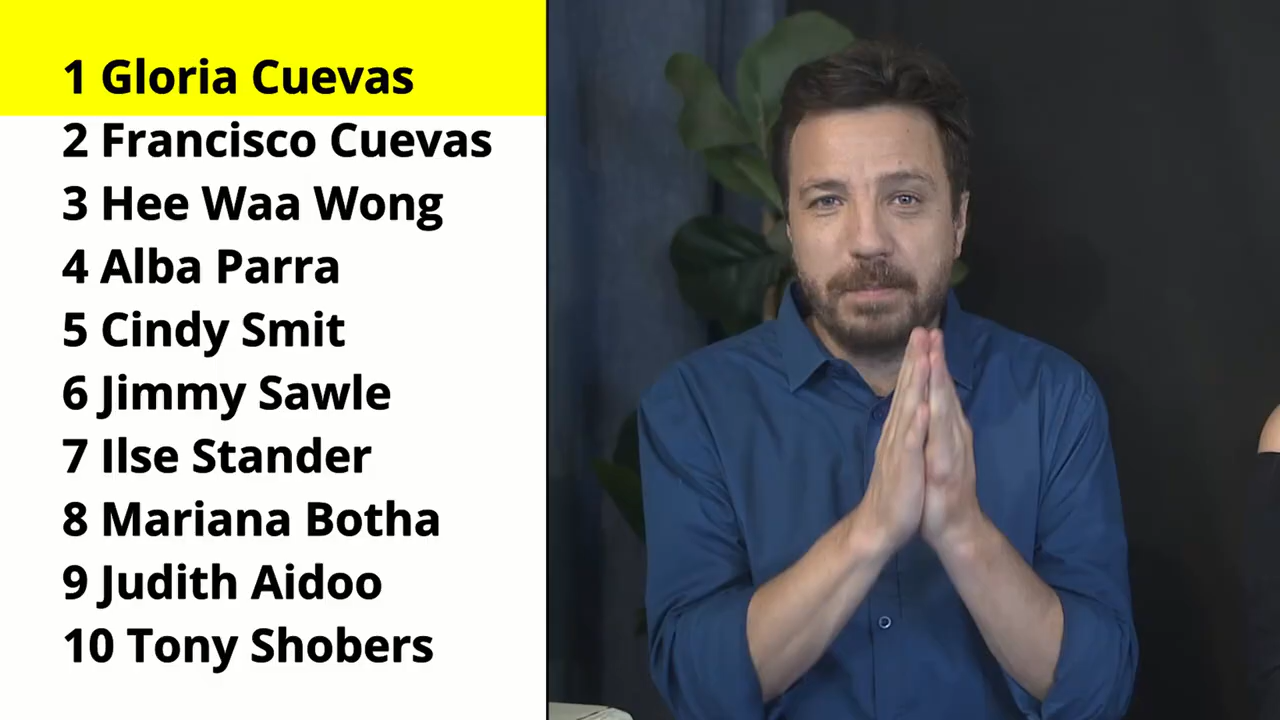 1 Gloria Cuevas
2 Francisco Cuevas
3 Hee Waa Wong
4 Alba Parra
5 Cindy Smit
6 Jimmy Sawle
7 Ilse Stander
8 Mariana Botha
9 Judith Aidoo
10 Tony Shobers